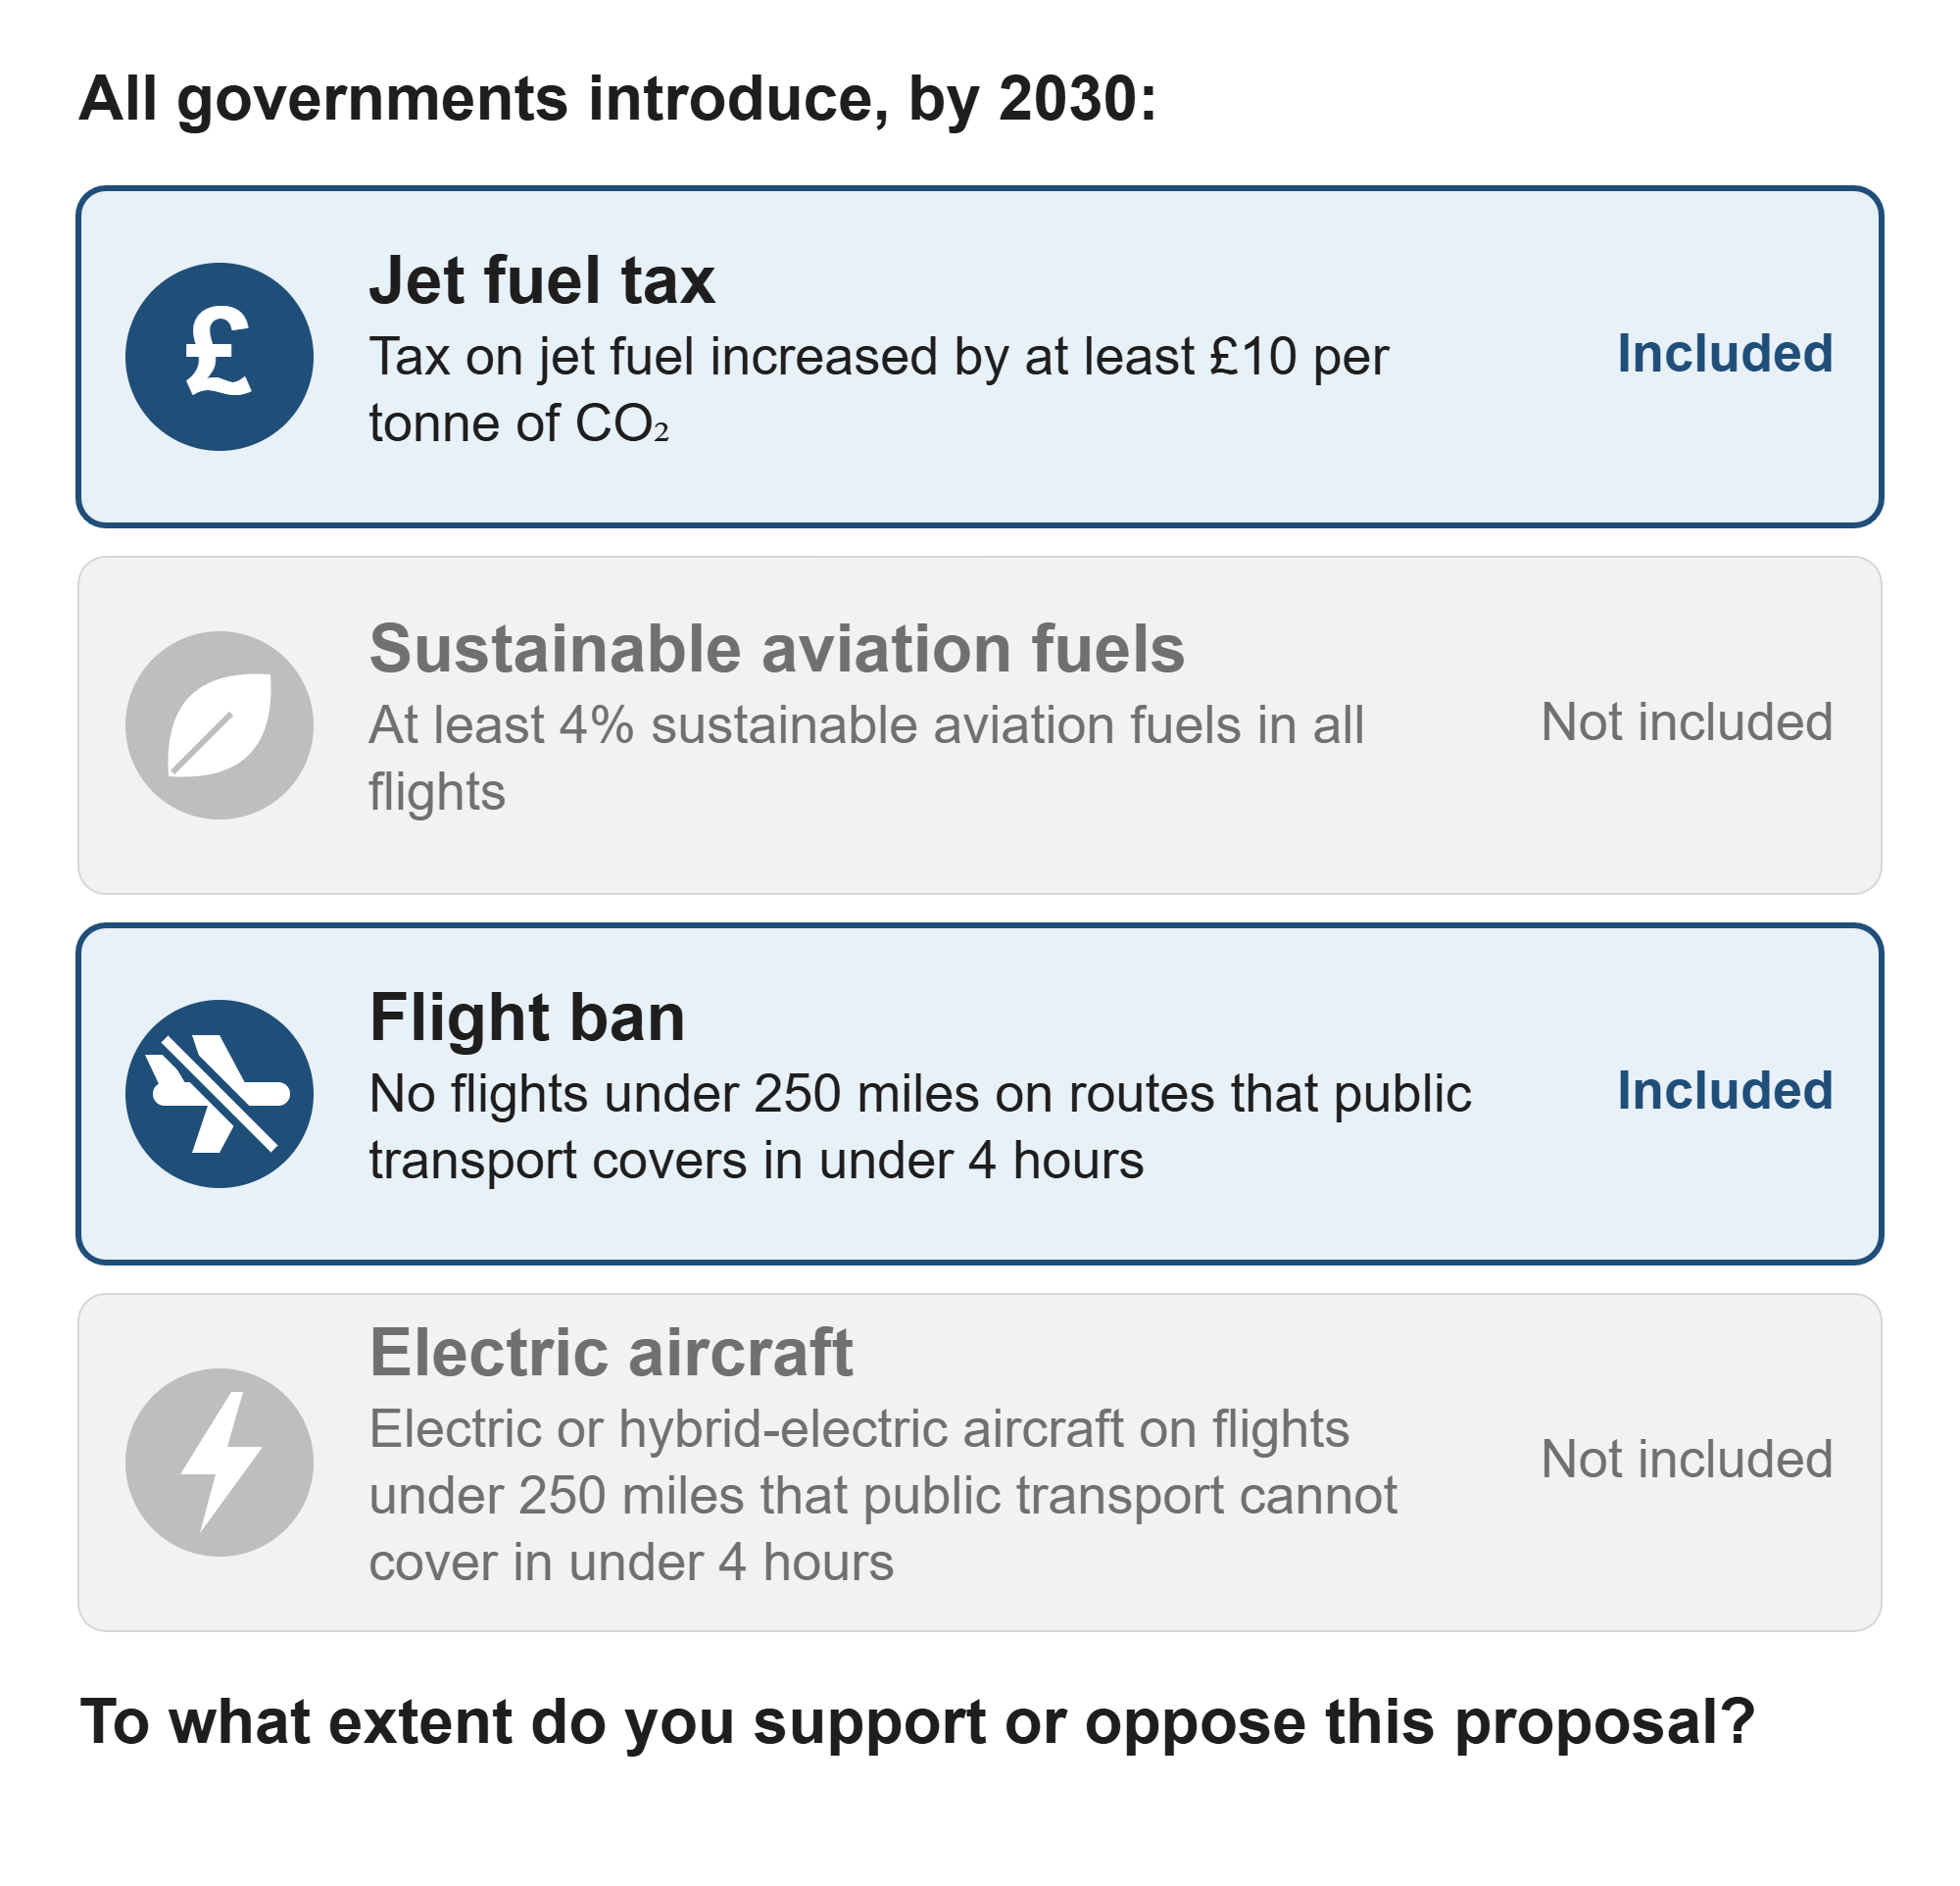 All governments introduce, by 2030:
£
Jet fuel tax
Tax on jet fuel increased by at least £10 per
tonne of CO₂
Included
Sustainable aviation fuels
At least 4% sustainable aviation fuels in all
flights
Not included
Flight ban
No flights under 250 miles on routes that public
transport covers in under 4 hours
Included
Electric aircraft
Electric or hybrid-electric aircraft on flights
under 250 miles that public transport cannot
cover in under 4 hours
Not included
To what extent do you support or oppose this proposal?